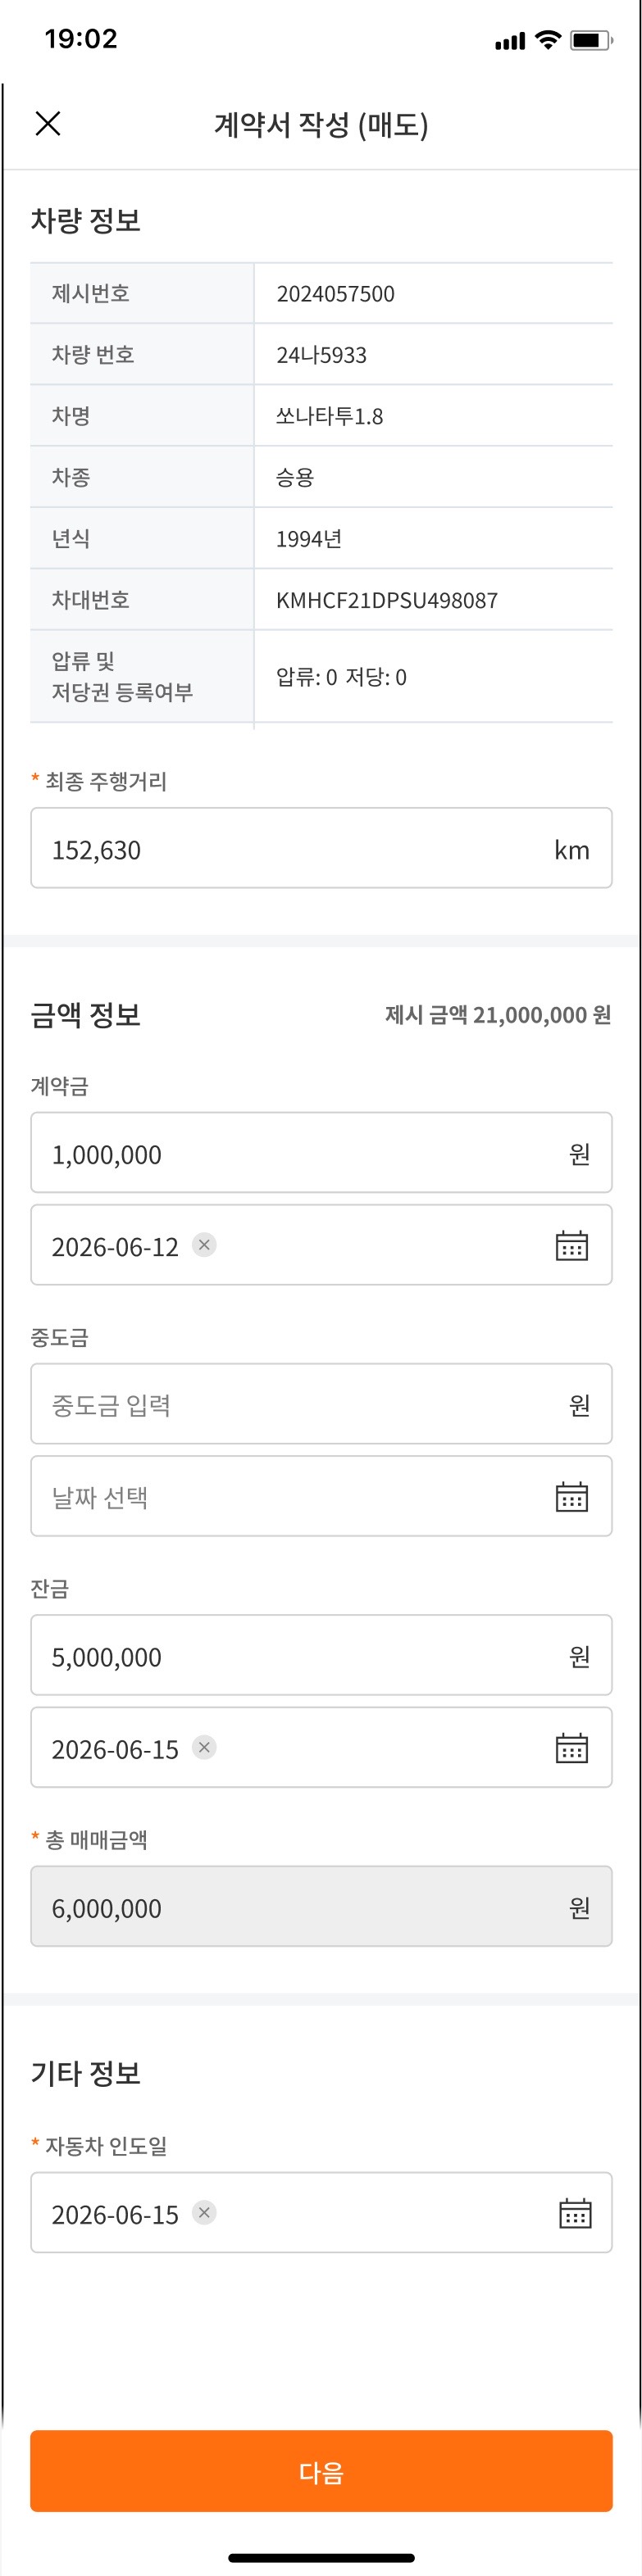 19:02
계약서 작성 (매도)
차량 정보
제시번호 2024057500
차량 번호 24나5933
차명 쏘나타투1.8
차종 승용
년식 1994년
차대번호 KMHCF21DPSU498087
압류 및
저당권 등록여부 압류: 0 저당: 0
* 최종 주행거리
152,630 km
금액 정보 제시 금액 21,000,000 원
계약금
1,000,000 원
2026-06-12
중도금
중도금 입력 원
날짜 선택
잔금
5,000,000 원
2026-06-15
* 총 매매금액
6,000,000 원
기타 정보
* 자동차 인도일
2026-06-15
다음